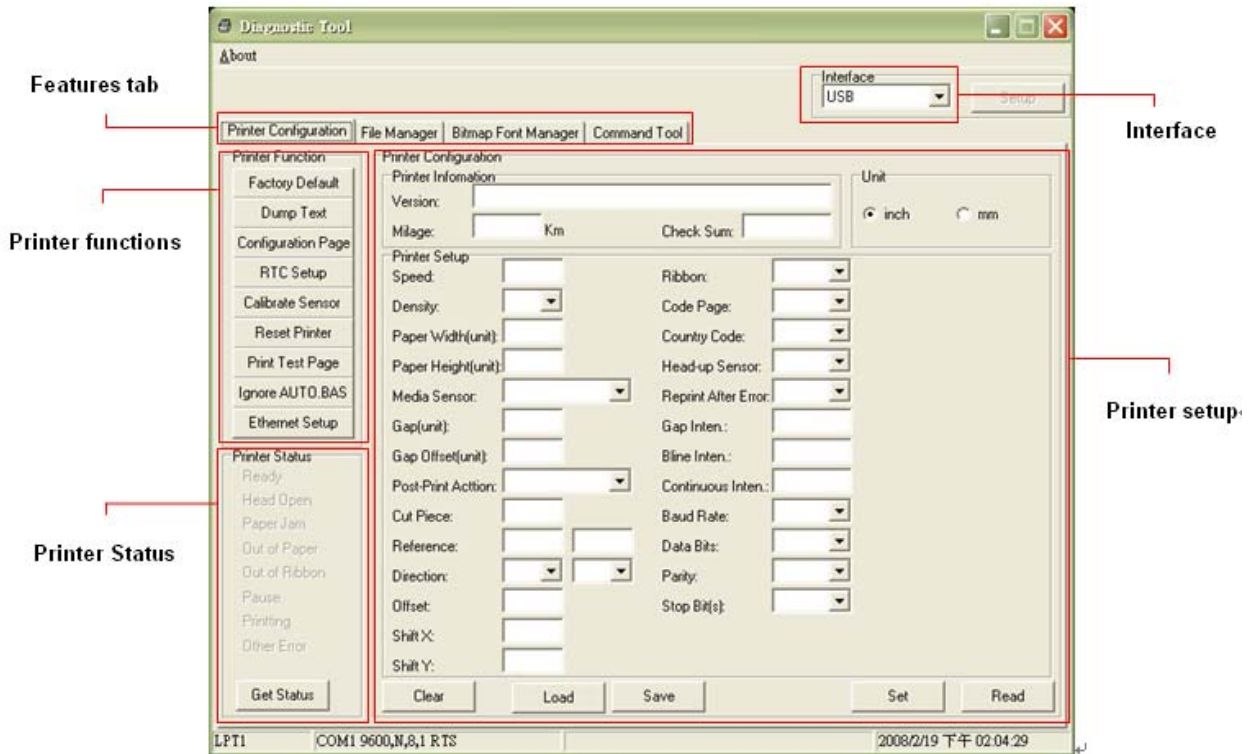 Diagnostic Tool
About
Features tab
Interface
USB
Setup
Interface
Printer Configuration File Manager Bitmap Font Manager Command Tool
Printer Function
Factory Default
Dump Text
Configuration Page
RTC Setup
Calibrate Sensor
Reset Printer
Print Test Page
Ignore AUTO.BAS
Ethernet Setup
Printer functions
Printer Status
Ready
Head Open
Paper Jam
Out of Paper
Out of Ribbon
Pause
Printing
Other Error
Get Status
Printer Status
Printer Configuration
Printer Infomation
Version:
Milage: Km Check Sum:
Unit
inch mm
Printer Setup
Speed: Ribbon:
Density: Code Page:
Paper Width(unit): Country Code:
Paper Height(unit): Head-up Sensor:
Media Sensor: Reprint After Error:
Gap(unit): Gap Inten.:
Gap Offset(unit): Bline Inten.:
Post-Print Acttion: Continuous Inten.:
Cut Piece: Baud Rate:
Reference: Data Bits:
Direction: Parity:
Offset: Stop Bit(s):
Shift X:
Shift Y:
Clear Load Save Set Read
Printer setup
LPT1 COM1 9600,N,8,1 RTS 2008/2/19 下午 02:04:29